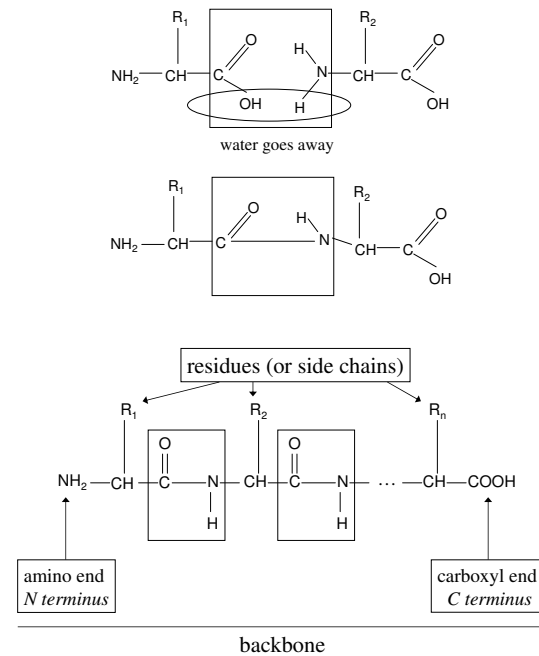 R1 R2
O H O
NH2 CH C N CH C
OH H OH
water goes away
R1 O H R2 O
NH2 CH C N CH C
OH
residues (or side chains)
R1 R2 Rn
O O
NH2 CH C N CH C N ... CH COOH
H H
amino end carboxyl end
N terminus C terminus
backbone